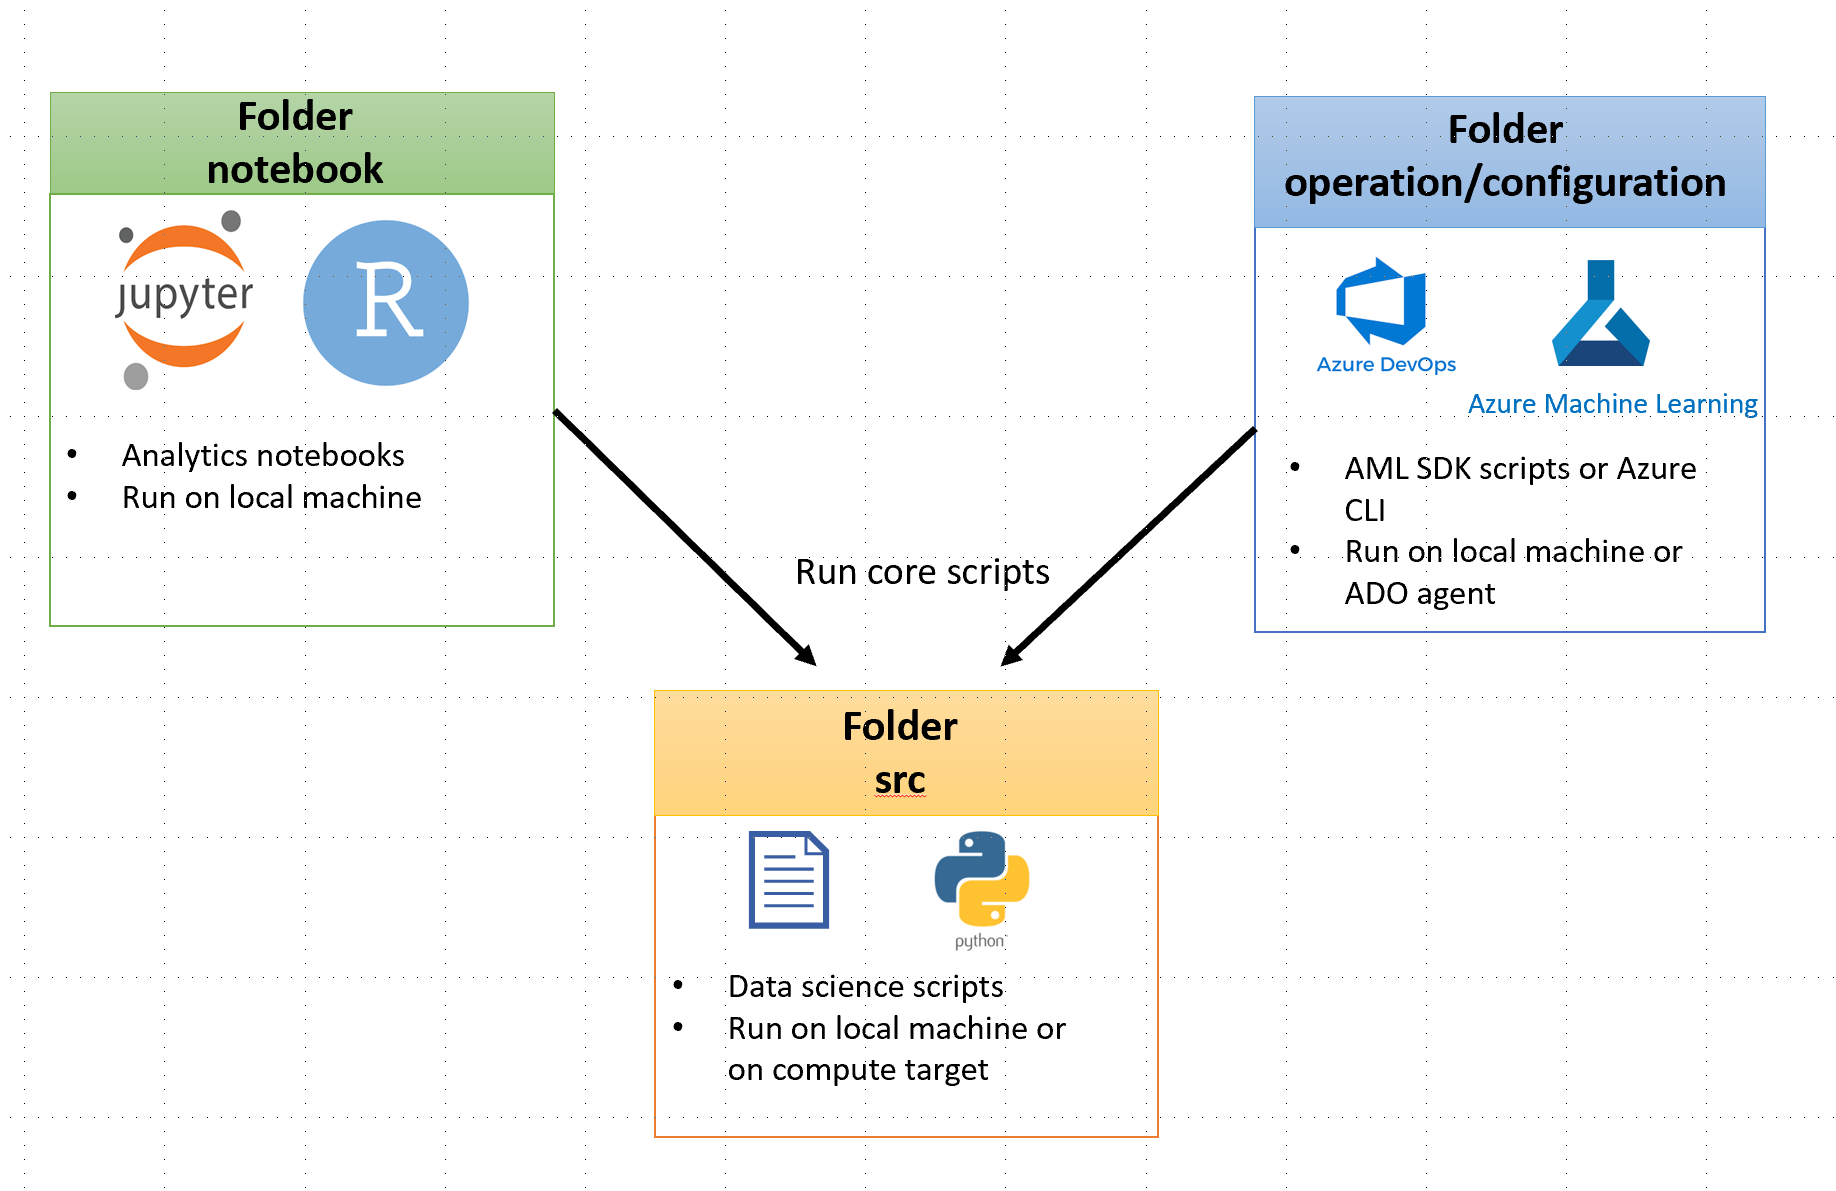 Folder
notebook
jupyter
R
• Analytics notebooks
• Run on local machine
Folder
operation/configuration
Azure DevOps
Azure Machine Learning
• AML SDK scripts or Azure
CLI
• Run on local machine or
ADO agent
Run core scripts
Folder
src
python
• Data science scripts
• Run on local machine or
on compute target